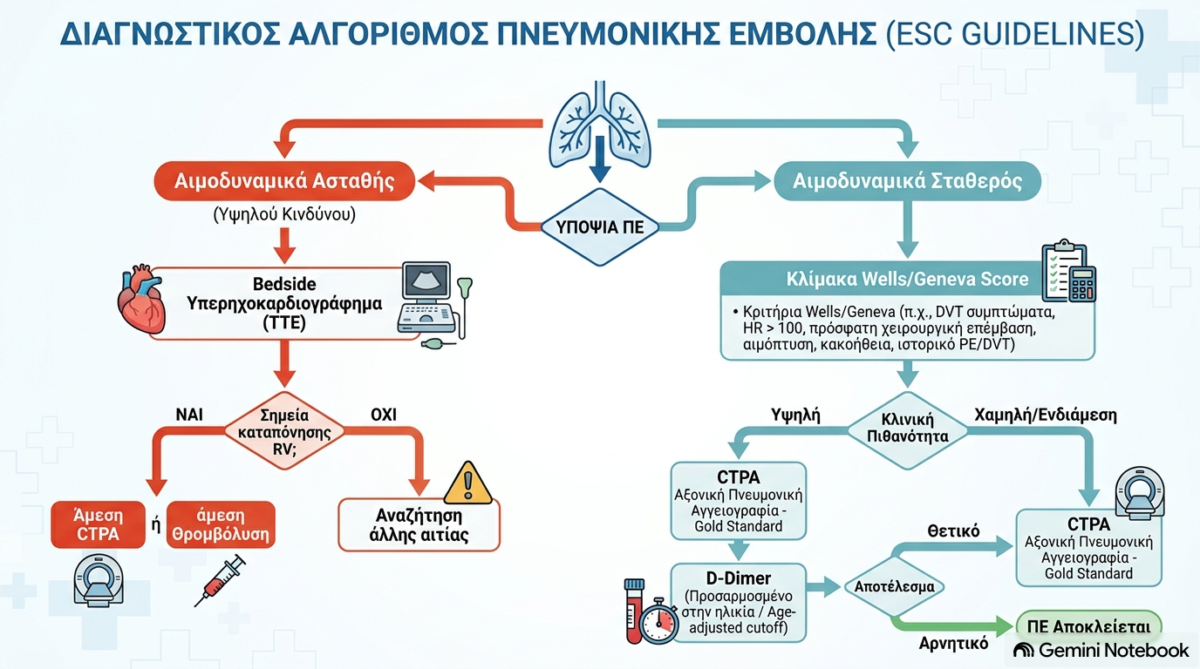 ΔΙΑΓΝΩΣΤΙΚΟΣ ΑΛΓΟΡΙΘΜΟΣ ΠΝΕΥΜΟΝΙΚΗΣ ΕΜΒΟΛΗΣ (ESC GUIDELINES)
ΥΠΟΨΙΑ ΠΕ
Αιμοδυναμικά Ασταθής
(Υψηλού Κινδύνου)
Bedside
Υπερηχοκαρδιογράφημα
(TTE)
Σημεία
καταπόνησης
RV;
ΝΑΙ
ΟΧΙ
Άμεση
CTPA
ή
άμεση
Θρομβόλυση
Αναζήτηση
άλλης αιτίας
Αιμοδυναμικά Σταθερός
Κλίμακα Wells/Geneva Score
• Κριτήρια Wells/Geneva (π.χ., DVT συμπτώματα,
HR > 100, πρόσφατη χειρουργική επέμβαση,
αιμόπτυση, κακοήθεια, ιστορικό PE/DVT)
Κλινική
Πιθανότητα
Υψηλή
Χαμηλή/Ενδιάμεση
CTPA
Αξονική Πνευμονική
Αγγειογραφία -
Gold Standard
D-Dimer
(Προσαρμοσμένο
στην ηλικία / Age-
adjusted cutoff)
Αποτέλεσμα
Θετικό
CTPA
Αξονική Πνευμονική
Αγγειογραφία -
Gold Standard
Αρνητικό
ΠΕ Αποκλείεται
Gemini Notebook